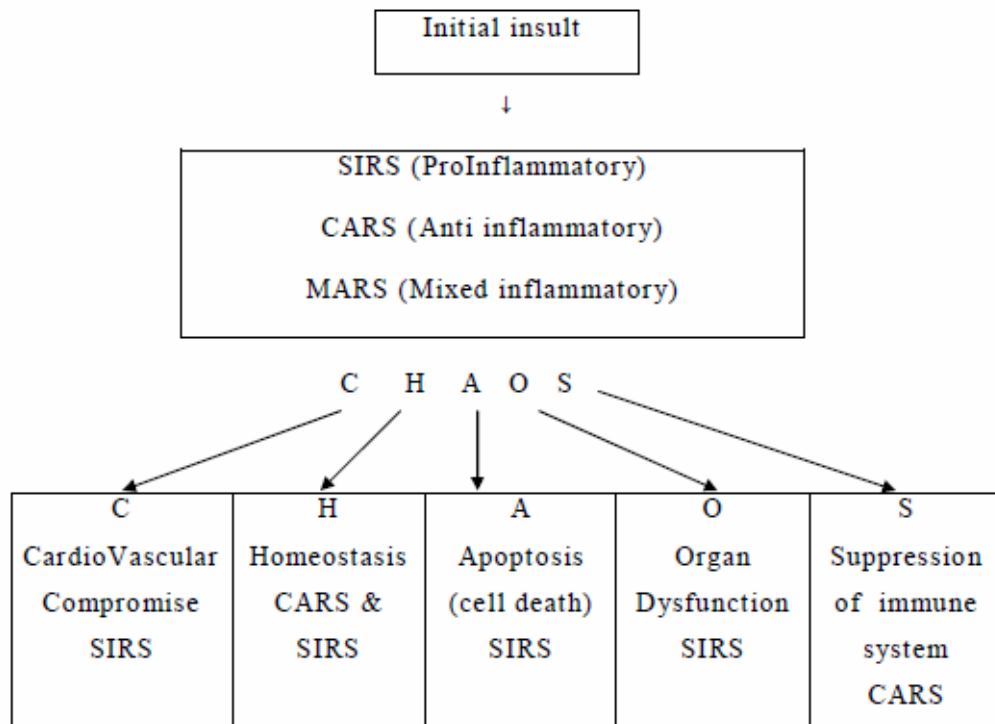 Initial insult
↓
SIRS (ProInflammatory)
CARS (Anti inflammatory)
MARS (Mixed inflammatory)
C H A O S
C
CardioVascular
Compromise
SIRS
H
Homeostasis
CARS &
SIRS
A
Apoptosis
(cell death)
SIRS
O
Organ
Dysfunction
SIRS
S
Suppression
of immune
system
CARS